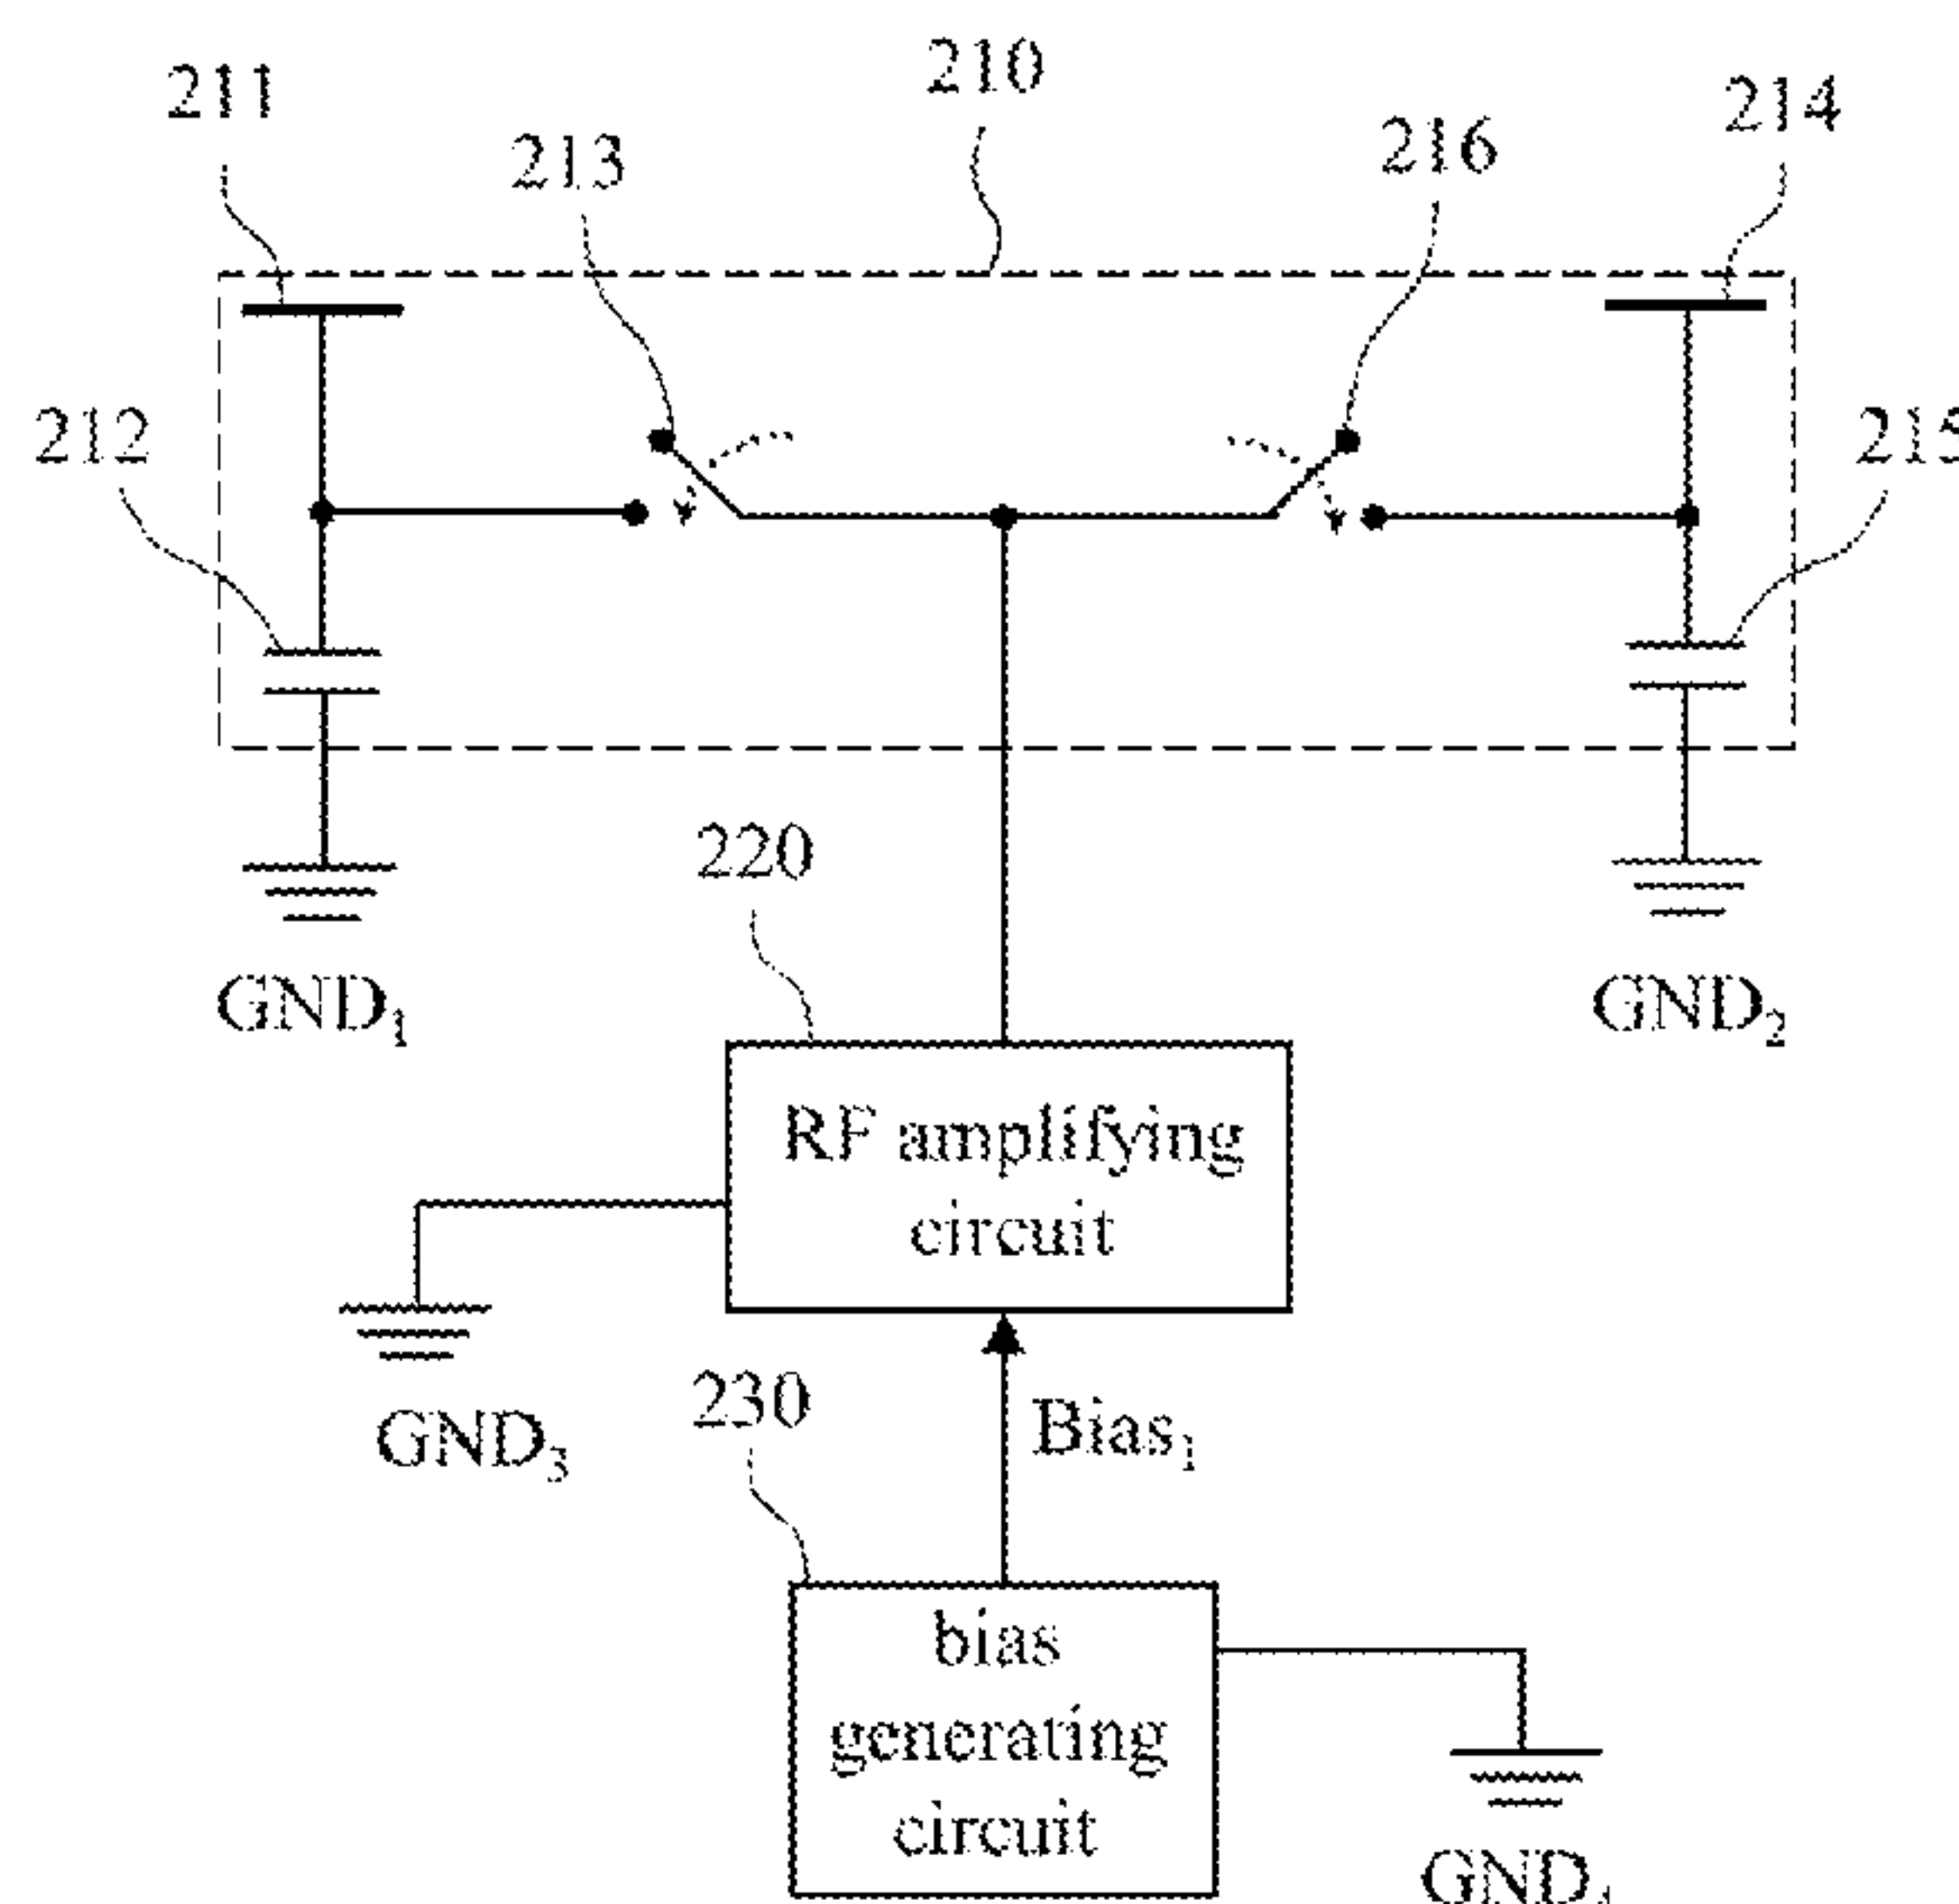 210
211
214
213
216
212
215
220
GND1
GND2
RF amplifying
circuit
230
Bias1
GND3
bias
generating
circuit